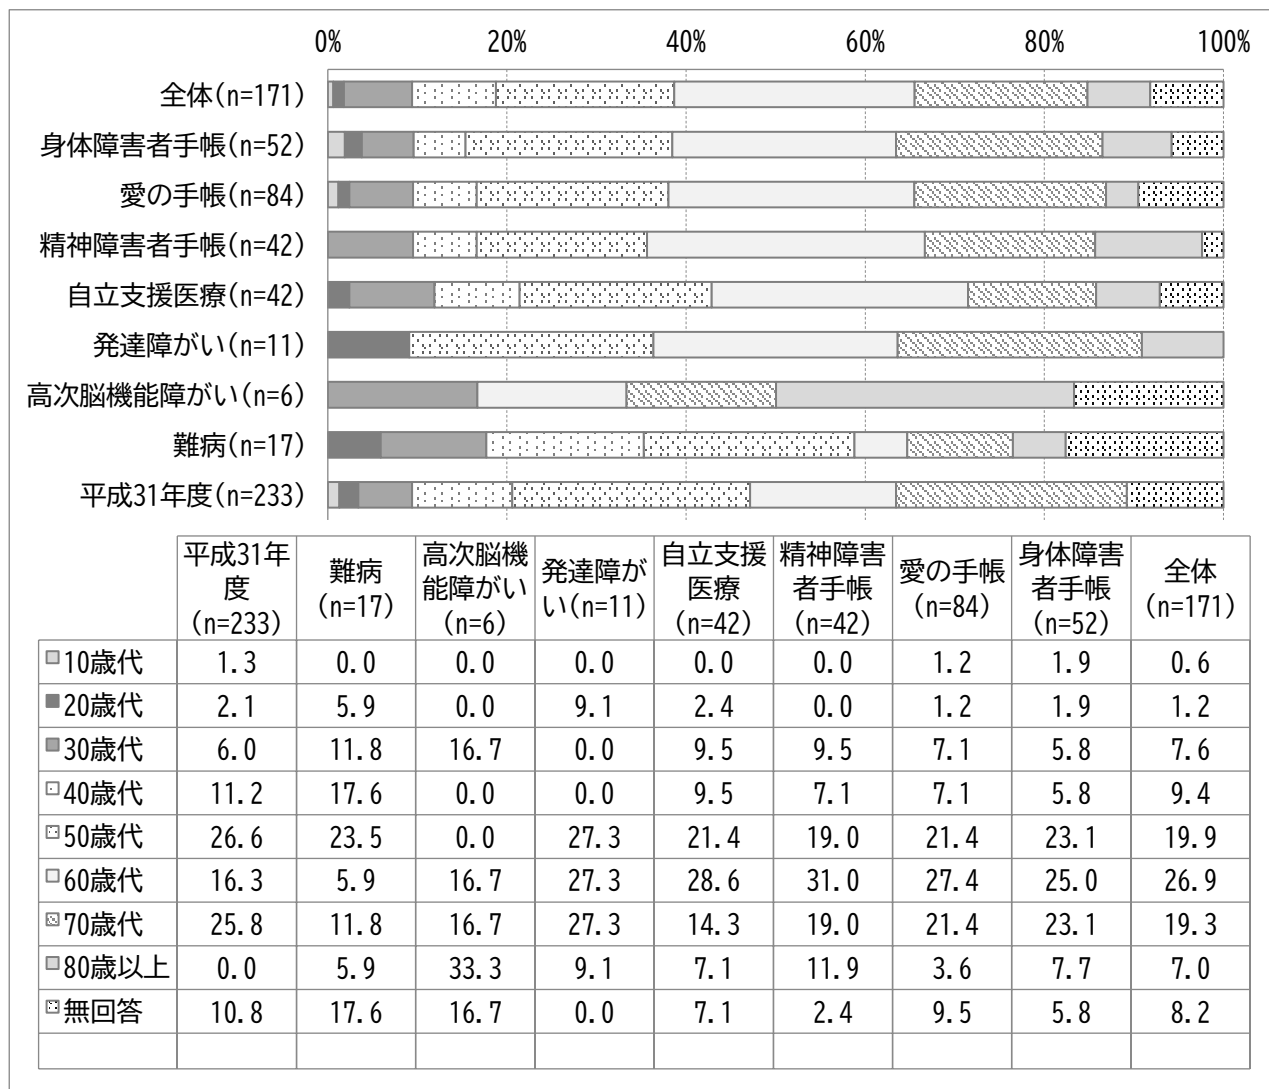 0% 20% 40% 60% 80% 100%
全体(n=171)
身体障害者手帳(n=52)
愛の手帳(n=84)
精神障害者手帳(n=42)
自立支援医療(n=42)
発達障がい(n=11)
高次脳機能障がい(n=6)
難病(n=17)
平成31年度(n=233)
平成31年
度
(n=233)
難病
(n=17)
高次脳機
能障がい
(n=6)
発達障が
い(n=11)
自立支援
医療
(n=42)
精神障害
者手帳
(n=42)
愛の手帳
(n=84)
身体障害
者手帳
(n=52)
全体
(n=171)
10歳代 1.3 0.0 0.0 0.0 0.0 0.0 1.2 1.9 0.6
20歳代 2.1 5.9 0.0 9.1 2.4 0.0 1.2 1.9 1.2
30歳代 6.0 11.8 16.7 0.0 9.5 9.5 7.1 5.8 7.6
40歳代 11.2 17.6 0.0 0.0 9.5 7.1 7.1 5.8 9.4
50歳代 26.6 23.5 0.0 27.3 21.4 19.0 21.4 23.1 19.9
60歳代 16.3 5.9 16.7 27.3 28.6 31.0 27.4 25.0 26.9
70歳代 25.8 11.8 16.7 27.3 14.3 19.0 21.4 23.1 19.3
80歳以上 0.0 5.9 33.3 9.1 7.1 11.9 3.6 7.7 7.0
無回答 10.8 17.6 16.7 0.0 7.1 2.4 9.5 5.8 8.2